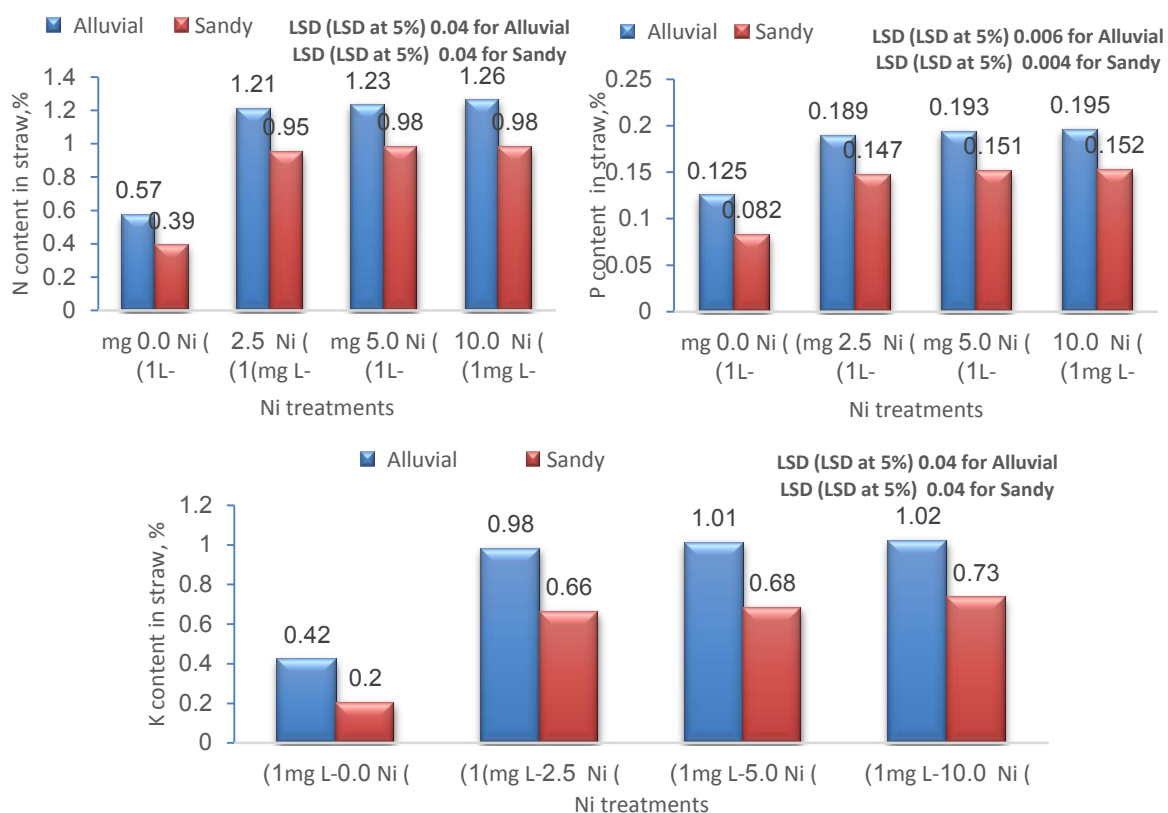 Alluvial Sandy
LSD (LSD at 5%) 0.04 for Alluvial
LSD (LSD at 5%) 0.04 for Sandy
N content in straw,%
1.4
1.2
1
0.8
0.6
0.4
0.2
0
0.57
0.39
1.21
0.95
1.23
0.98
1.26
0.98
mg 0.0 Ni (
(1L-
2.5 Ni (
(1(mg L-
mg 5.0 Ni (
(1L-
10.0 Ni (
(1mg L-
Ni treatments
Alluvial Sandy
LSD (LSD at 5%) 0.006 for Alluvial
LSD (LSD at 5%) 0.004 for Sandy
P content in straw,%
0.25
0.2
0.15
0.1
0.05
0
0.125
0.082
0.189
0.147
0.193
0.151
0.195
0.152
mg 0.0 Ni (
(1L-
(mg 2.5 Ni (
(1L-
mg 5.0 Ni (
(1L-
10.0 Ni (
(1mg L-
Ni treatments
Alluvial Sandy
LSD (LSD at 5%) 0.04 for Alluvial
LSD (LSD at 5%) 0.04 for Sandy
K content in straw, %
1.2
1
0.8
0.6
0.4
0.2
0
0.42
0.2
0.98
0.66
1.01
0.68
1.02
0.73
(1mg L-0.0 Ni (
(1(mg L-2.5 Ni (
(1mg L-5.0 Ni (
(1mg L-10.0 Ni (
Ni treatments